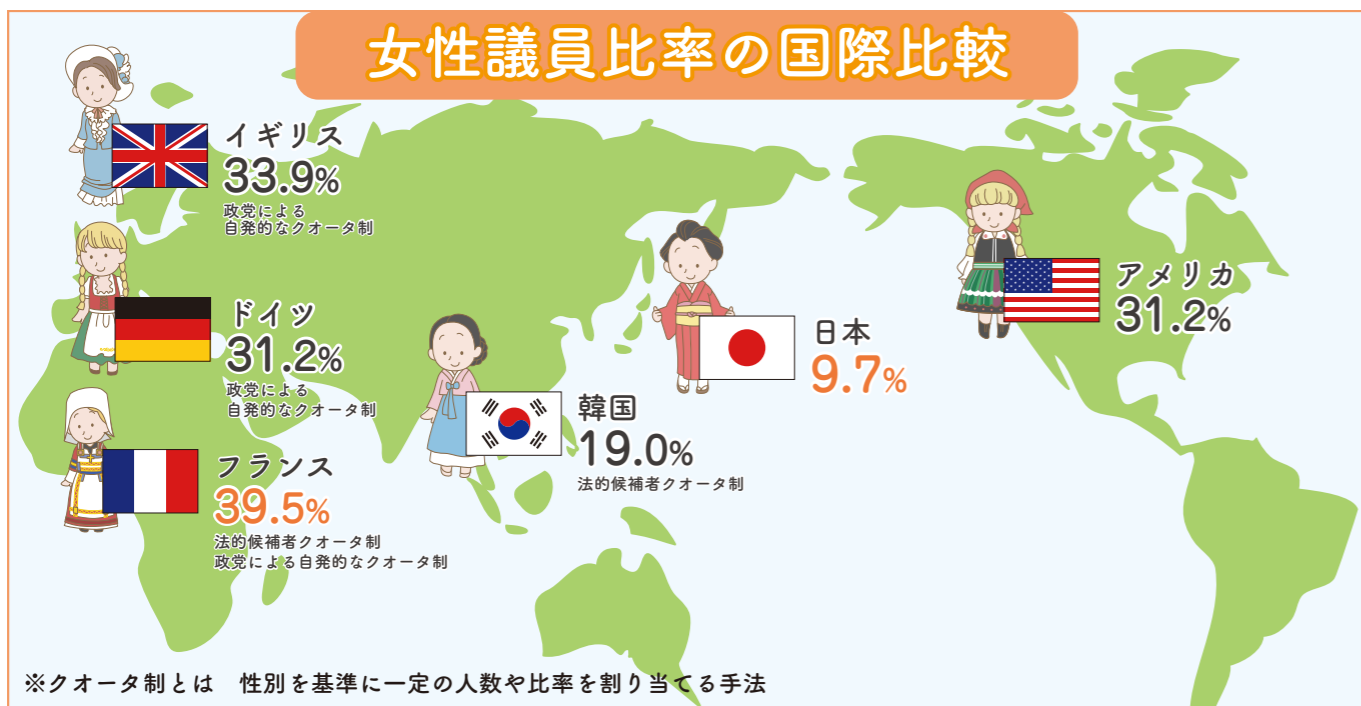 女性議員比率の国際比較
イギリス
33.9%
政党による
自発的なクオータ制
ドイツ
31.2%
政党による
自発的なクオータ制
フランス
39.5%
法的候補者クオータ制
政党による自発的なクオータ制
韓国
19.0%
法的候補者クオータ制
日本
9.7%
アメリカ
31.2%
※クオータ制とは　性別を基準に一定の人数や比率を割り当てる手法